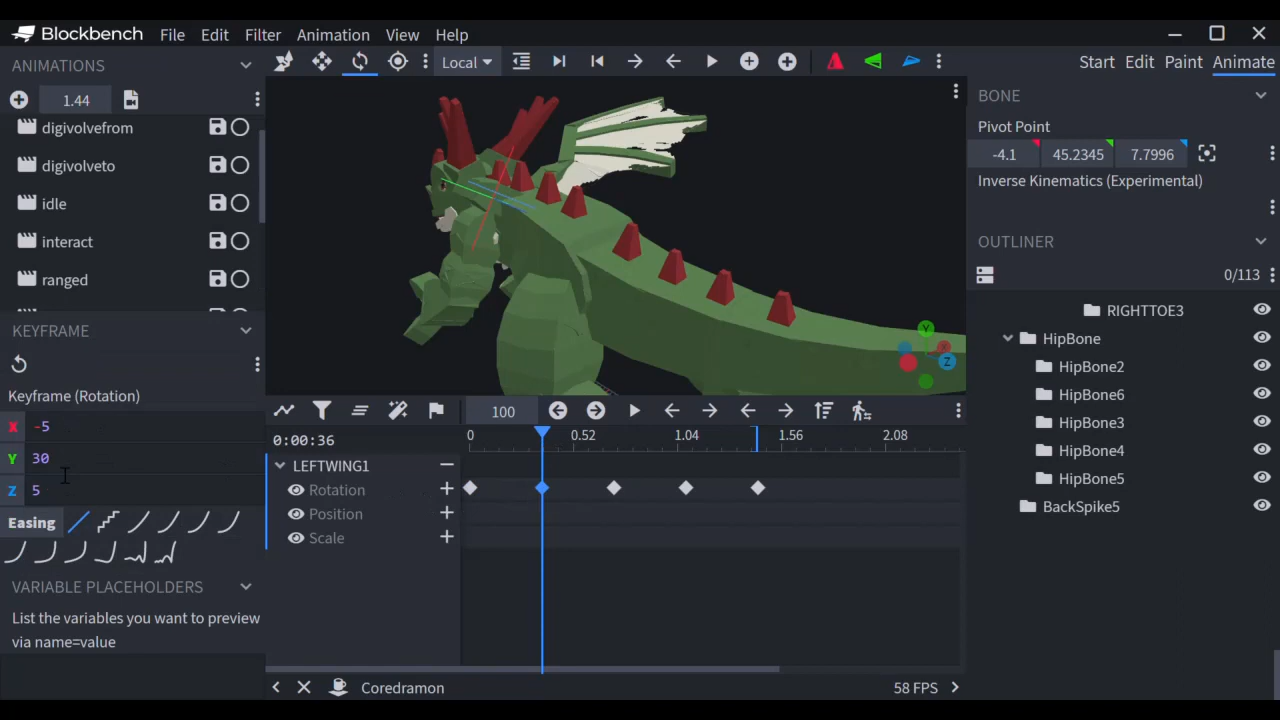 Blockbench File Edit Filter Animation View Help
ANIMATIONS
Local
Start Edit Paint Animate
1.44
BONE
digivolvefrom
Pivot Point
digivolveto
-4.1 45.2345 7.7996
idle
Inverse Kinematics (Experimental)
interact
OUTLINER
ranged
0/113
KEYFRAME
RIGHTTOE3
HipBone
HipBone2
HipBone6
HipBone3
HipBone4
HipBone5
BackSpike5
Keyframe (Rotation)
X -5
Y 30
Z 5
Easing
VARIABLE PLACEHOLDERS
List the variables you want to preview
via name=value
100
0:00:36
0 0.52 1.04 1.56 2.08
LEFTWING1
Rotation
Position
Scale
Coredramon
58 FPS
Y
Z